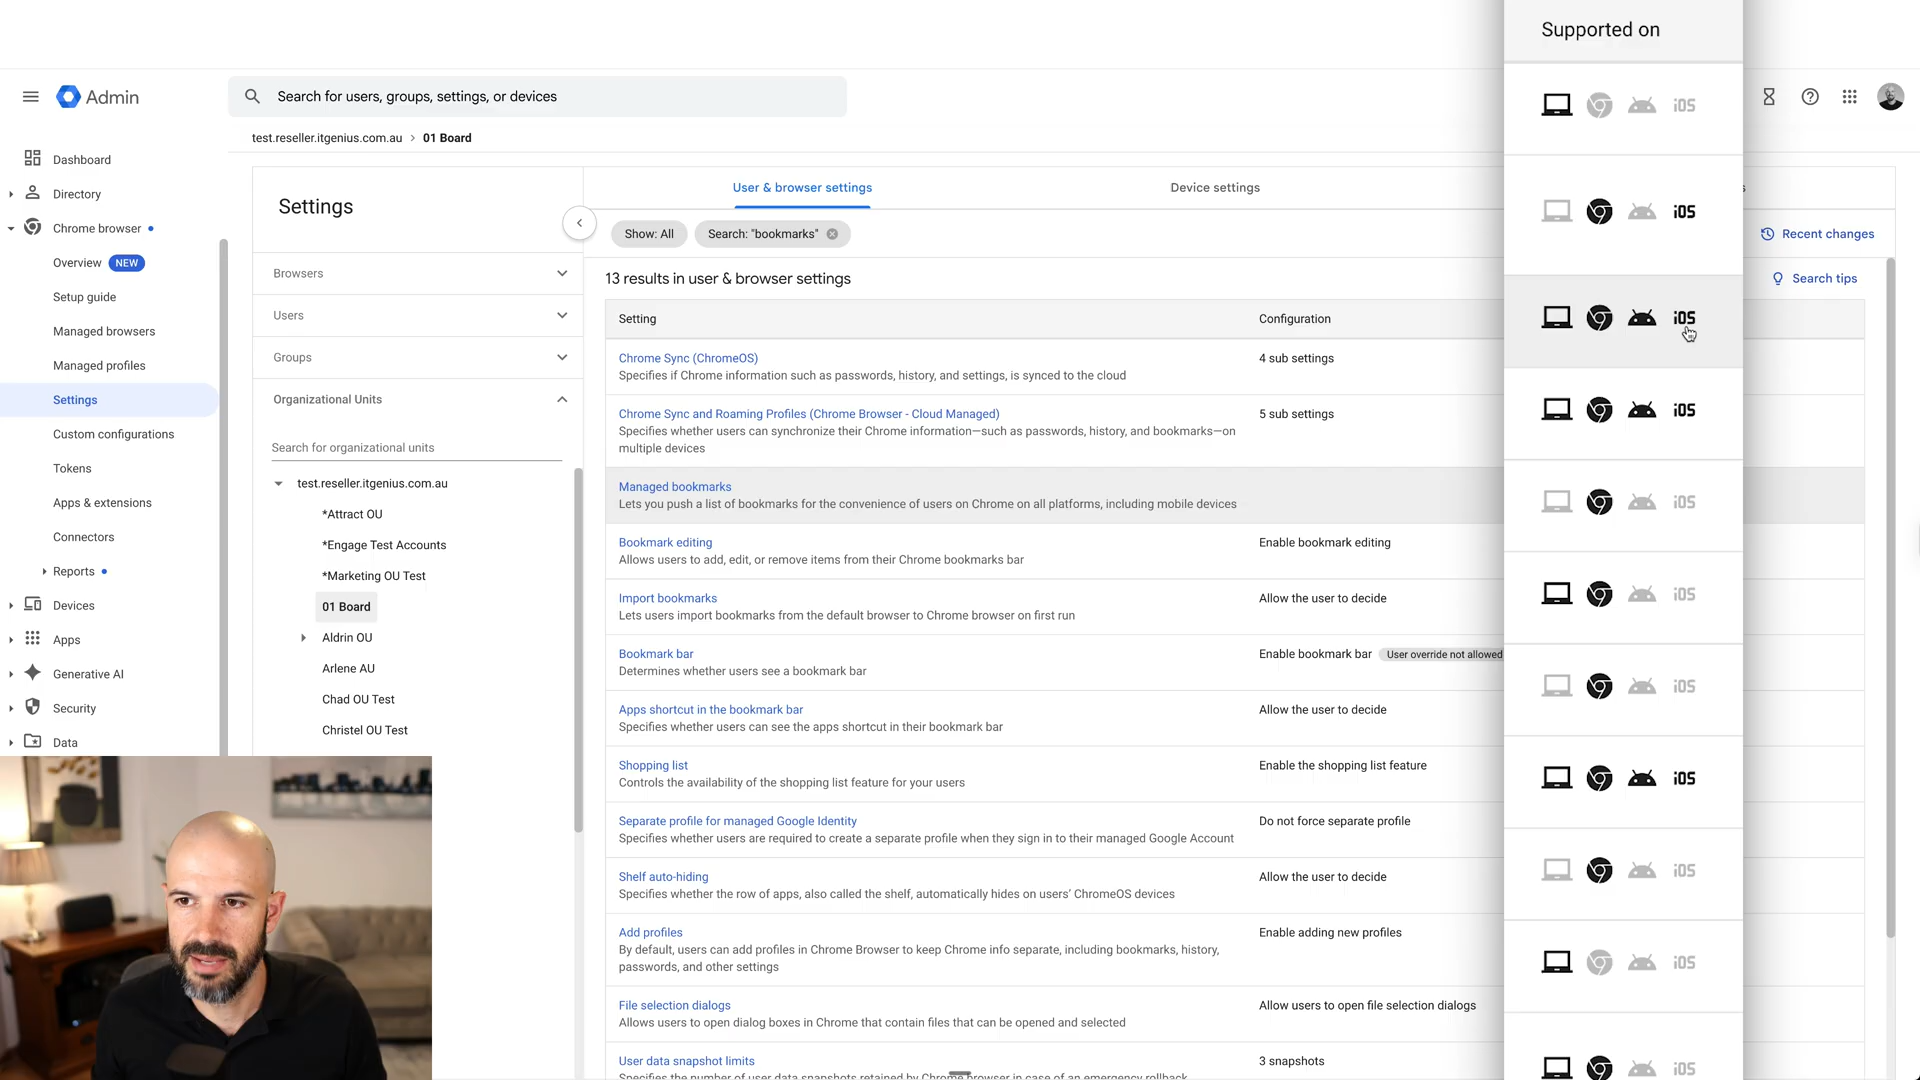 Supported on
Admin
Search for users, groups, settings, or devices
test.reseller.itgenius.com.au > 01 Board
Dashboard
Directory
Chrome browser
Overview NEW
Setup guide
Managed browsers
Managed profiles
Settings
Custom configurations
Tokens
Apps & extensions
Connectors
Reports
Devices
Apps
Generative AI
Security
Data
Settings
Browsers
Users
Groups
Organizational Units
Search for organizational units
test.reseller.itgenius.com.au
*Attract OU
*Engage Test Accounts
*Marketing OU Test
01 Board
Aldrin OU
Arlene AU
Chad OU Test
Christel OU Test
User & browser settings
Device settings
Show: All
Search: "bookmarks"
Recent changes
13 results in user & browser settings
Search tips
Setting
Configuration
Chrome Sync (ChromeOS)
4 sub settings
Specifies if Chrome information such as passwords, history, and settings, is synced to the cloud
Chrome Sync and Roaming Profiles (Chrome Browser - Cloud Managed)
5 sub settings
Specifies whether users can synchronize their Chrome information—such as passwords, history, and bookmarks—on
multiple devices
Managed bookmarks
Lets you push a list of bookmarks for the convenience of users on Chrome on all platforms, including mobile devices
Bookmark editing
Enable bookmark editing
Allows users to add, edit, or remove items from their Chrome bookmarks bar
Import bookmarks
Allow the user to decide
Lets users import bookmarks from the default browser to Chrome browser on first run
Bookmark bar
Enable bookmark bar User override not allowed
Determines whether users see a bookmark bar
Apps shortcut in the bookmark bar
Allow the user to decide
Specifies whether users can see the apps shortcut in their bookmark bar
Shopping list
Enable the shopping list feature
Controls the availability of the shopping list feature for your users
Separate profile for managed Google Identity
Do not force separate profile
Specifies whether users are required to create a separate profile when they sign in to their managed Google Account
Shelf auto-hiding
Allow the user to decide
Specifies whether the row of apps, also called the shelf, automatically hides on users' ChromeOS devices
Add profiles
Enable adding new profiles
By default, users can add profiles in Chrome Browser to keep Chrome info separate, including bookmarks, history,
passwords, and other settings
File selection dialogs
Allow users to open file selection dialogs
Allows users to open dialog boxes in Chrome that contain files that can be opened and selected
User data snapshot limits
3 snapshots
Specifies the number of user data snapshots retained by Chrome browser in case of an emergency rollback
iOS
iOS
iOS
iOS
iOS
iOS
iOS
iOS
iOS
iOS
iOS